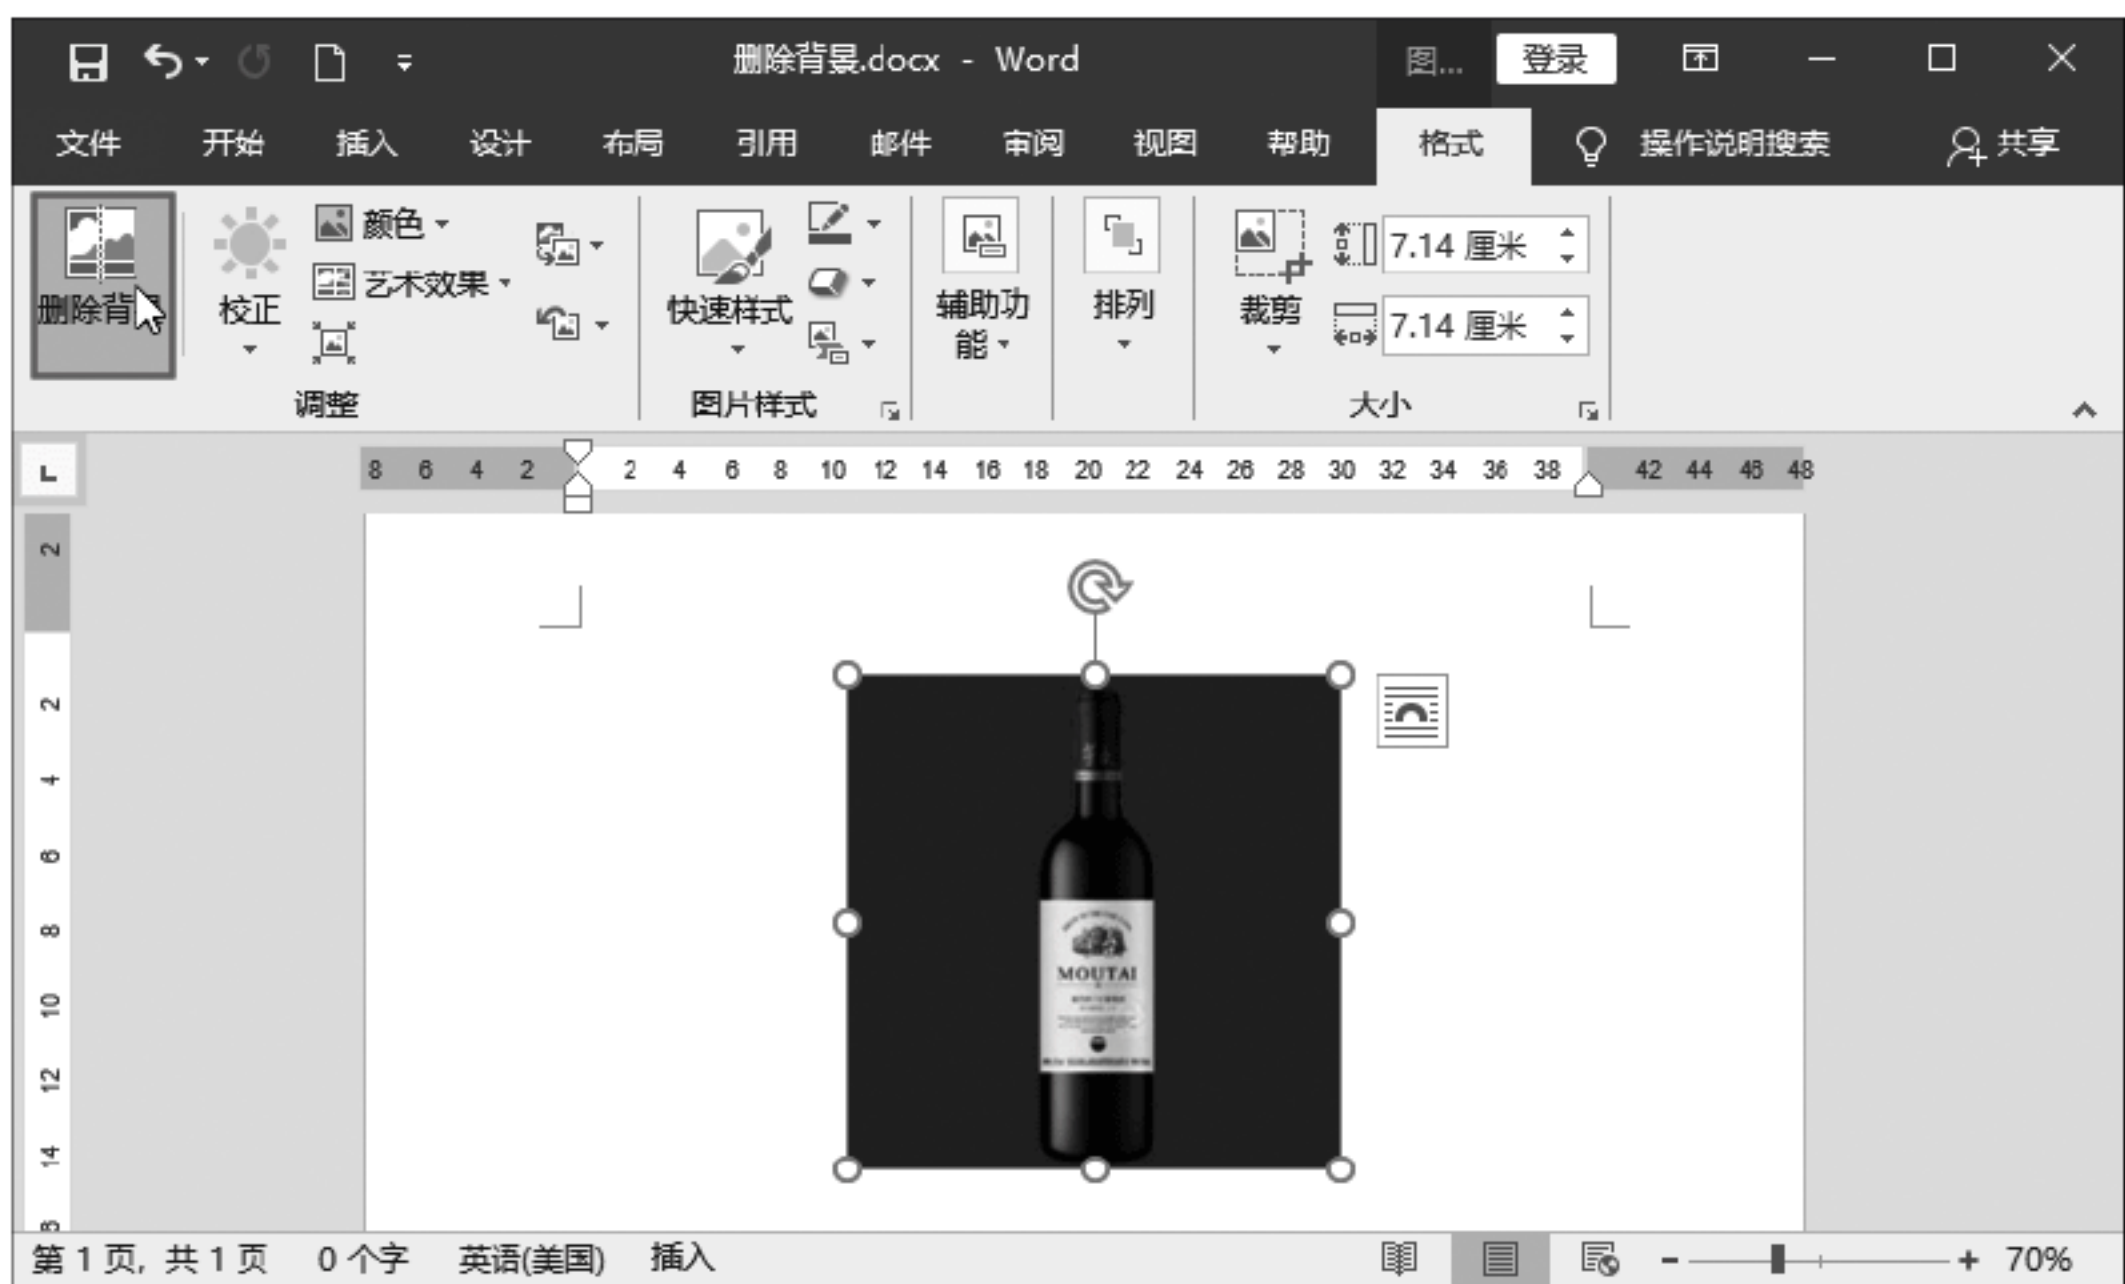 删除背景.docx - Word
图... 登录
文件 开始 插入 设计 布局 引用 邮件 审阅 视图 帮助 格式 操作说明搜索 共享
删除背景
校正
颜色
艺术效果
快速样式
辅助功能
排列
裁剪
7.14 厘米
7.14 厘米
调整 图片样式 大小
L
8 6 4 2 2 4 6 8 10 12 14 16 18 20 22 24 26 28 30 32 34 36 38 42 44 46 48
2
2
4
6
8
10
12
14
MOUTAI
第 1 页, 共 1 页 0 个字 英语(美国) 插入 70%